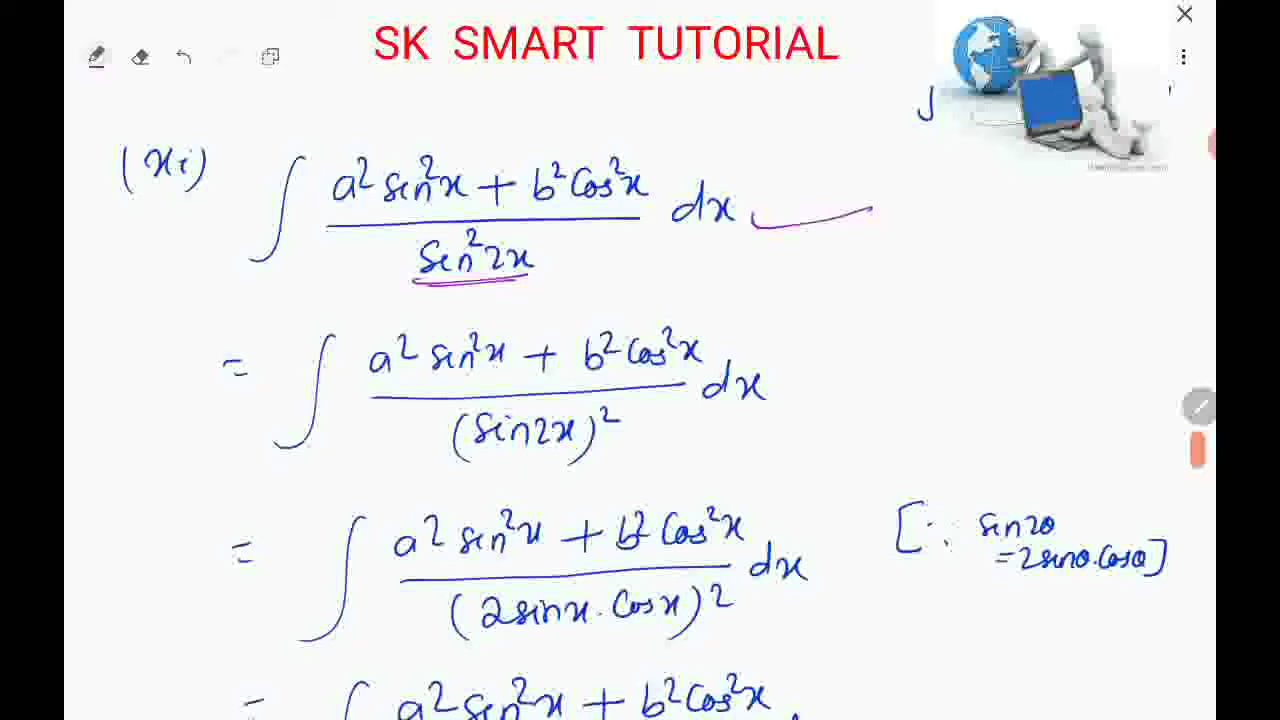 SK SMART TUTORIAL
(xi) ∫ a² sin²x + b² cos²x / sin²2x dx
= ∫ a² sin²x + b² cos²x / (sin2x)² dx
= ∫ a² sin²x + b² cos²x / (2sinx.cosx)² dx [∵ sin2θ
=2sinθ.cosθ]
= ∫ a² sin²x + b² cos²x